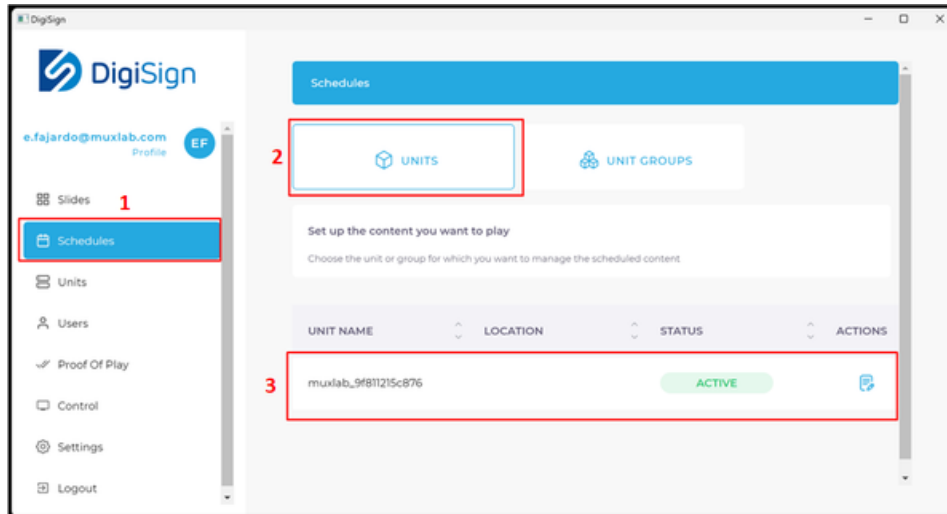 DigiSign
DigiSign
e.fajardo@muxlab.com
Profile
EF
Slides
1
Schedules
Units
Users
Proof Of Play
Control
Settings
Logout
Schedules
2
UNITS
UNIT GROUPS
Set up the content you want to play
Choose the unit or group for which you want to manage the scheduled content
UNIT NAME LOCATION STATUS ACTIONS
3
muxlab_9f811215c876 ACTIVE